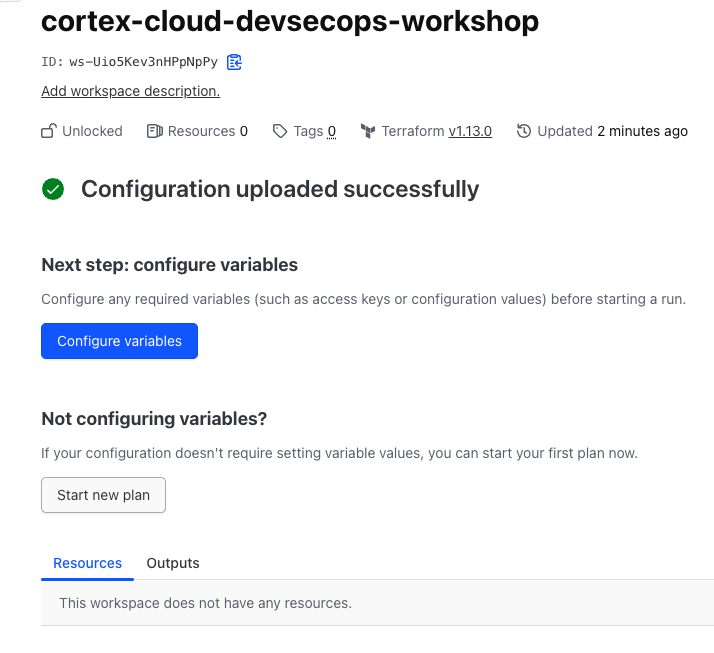 cortex-cloud-devsecops-workshop
ID: ws-Uio5Kev3nHPpNpPy
Add workspace description.
Unlocked Resources 0 Tags 0 Terraform v1.13.0 Updated 2 minutes ago
Configuration uploaded successfully
Next step: configure variables
Configure any required variables (such as access keys or configuration values) before starting a run.
Configure variables
Not configuring variables?
If your configuration doesn't require setting variable values, you can start your first plan now.
Start new plan
Resources Outputs
This workspace does not have any resources.